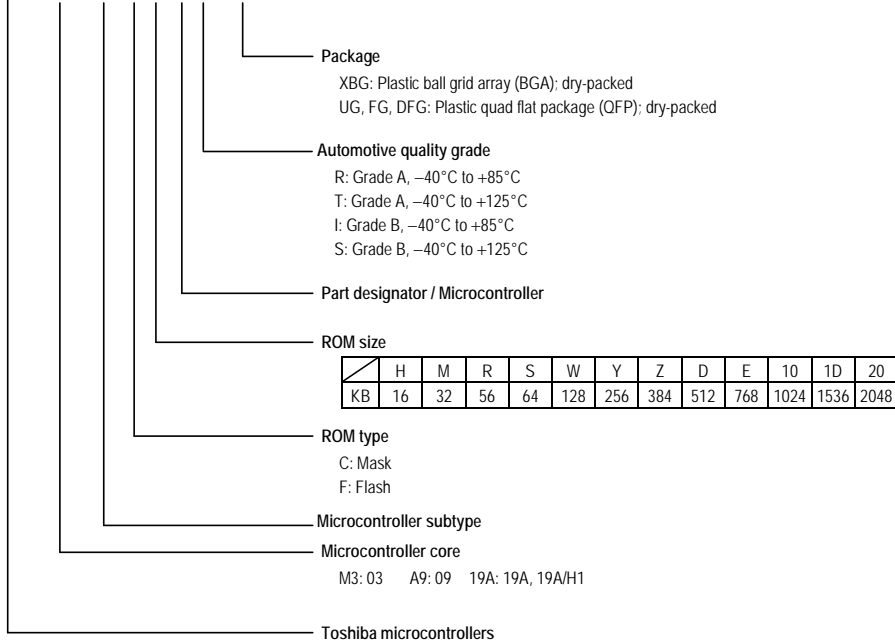 Package
XBG: Plastic ball grid array (BGA); dry-packed
UG, FG, DFG: Plastic quad flat package (QFP); dry-packed
Automotive quality grade
R: Grade A, –40°C to +85°C
T: Grade A, –40°C to +125°C
I: Grade B, –40°C to +85°C
S: Grade B, –40°C to +125°C
Part designator / Microcontroller
ROM size
H M R S W Y Z D E 10 1D 20
KB 16 32 56 64 128 256 384 512 768 1024 1536 2048
ROM type
C: Mask
F: Flash
Microcontroller subtype
Microcontroller core
M3: 03 A9: 09 19A: 19A, 19A/H1
Toshiba microcontrollers